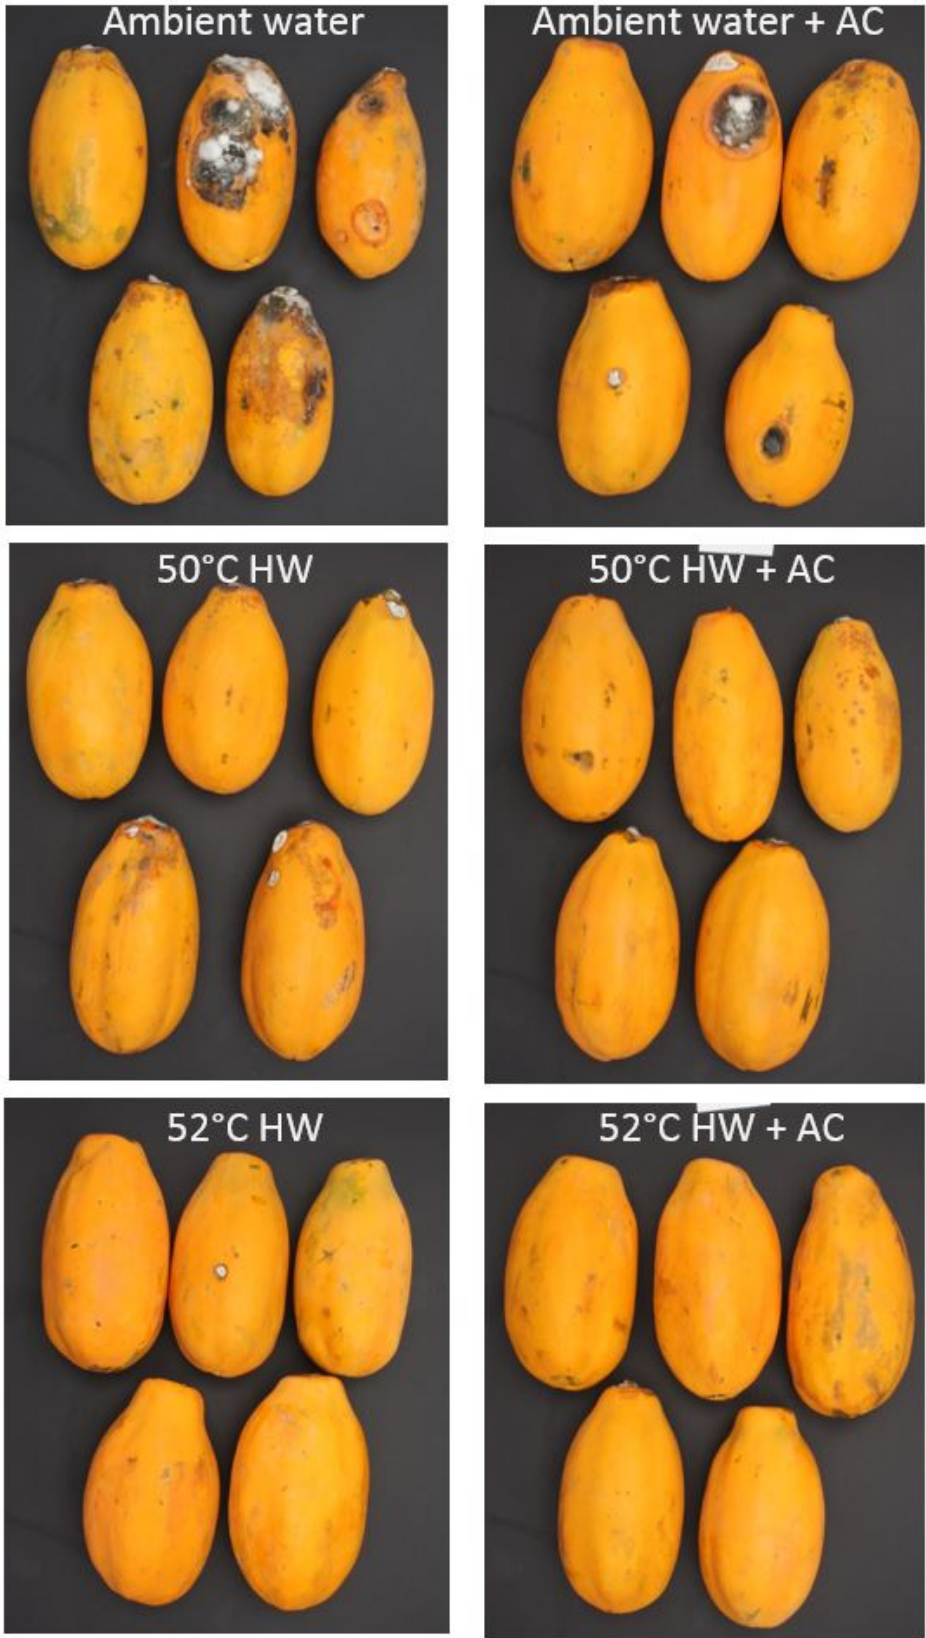 Ambient water
Ambient water + AC
50°C HW
50°C HW + AC
52°C HW
52°C HW + AC